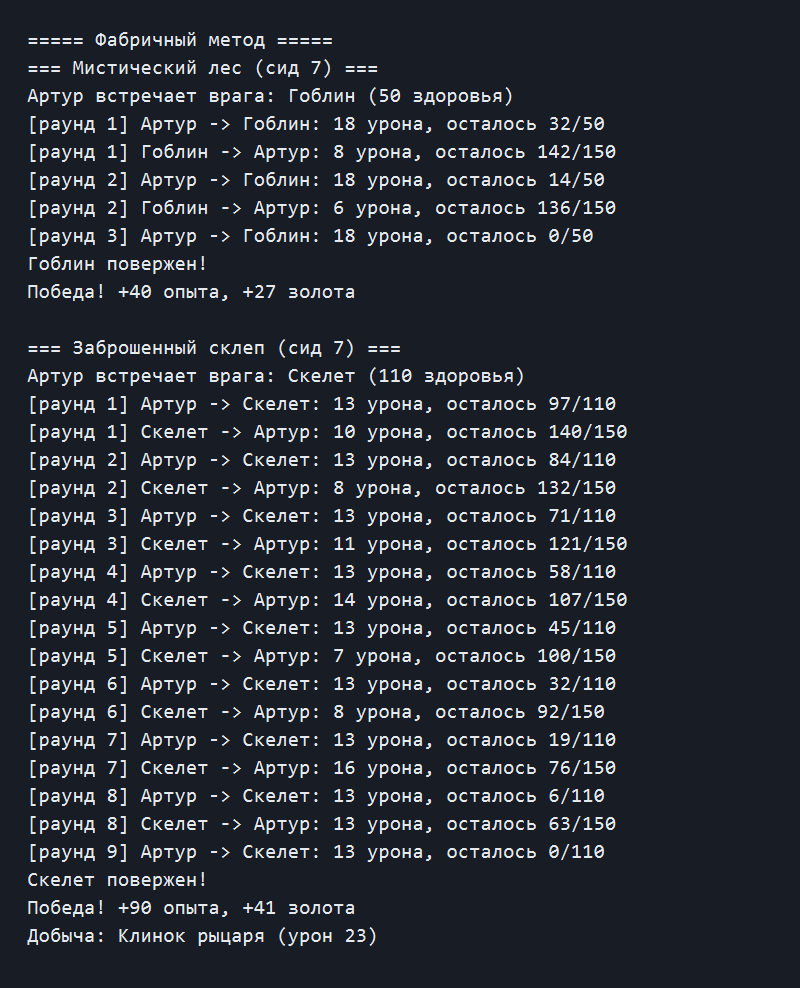 ===== Фабричный метод =====
=== Мистический лес (сид 7) ===
Артур встречает врага: Гоблин (50 здоровья)
[раунд 1] Артур -> Гоблин: 18 урона, осталось 32/50
[раунд 1] Гоблин -> Артур: 8 урона, осталось 142/150
[раунд 2] Артур -> Гоблин: 18 урона, осталось 14/50
[раунд 2] Гоблин -> Артур: 6 урона, осталось 136/150
[раунд 3] Артур -> Гоблин: 18 урона, осталось 0/50
Гоблин повержен!
Победа! +40 опыта, +27 золота

=== Заброшенный склеп (сид 7) ===
Артур встречает врага: Скелет (110 здоровья)
[раунд 1] Артур -> Скелет: 13 урона, осталось 97/110
[раунд 1] Скелет -> Артур: 10 урона, осталось 140/150
[раунд 2] Артур -> Скелет: 13 урона, осталось 84/110
[раунд 2] Скелет -> Артур: 8 урона, осталось 132/150
[раунд 3] Артур -> Скелет: 13 урона, осталось 71/110
[раунд 3] Скелет -> Артур: 11 урона, осталось 121/150
[раунд 4] Артур -> Скелет: 13 урона, осталось 58/110
[раунд 4] Скелет -> Артур: 14 урона, осталось 107/150
[раунд 5] Артур -> Скелет: 13 урона, осталось 45/110
[раунд 5] Скелет -> Артур: 7 урона, осталось 100/150
[раунд 6] Артур -> Скелет: 13 урона, осталось 32/110
[раунд 6] Скелет -> Артур: 8 урона, осталось 92/150
[раунд 7] Артур -> Скелет: 13 урона, осталось 19/110
[раунд 7] Скелет -> Артур: 16 урона, осталось 76/150
[раунд 8] Артур -> Скелет: 13 урона, осталось 6/110
[раунд 8] Скелет -> Артур: 13 урона, осталось 63/150
[раунд 9] Артур -> Скелет: 13 урона, осталось 0/110
Скелет повержен!
Победа! +90 опыта, +41 золота
Добыча: Клинок рыцаря (урон 23)